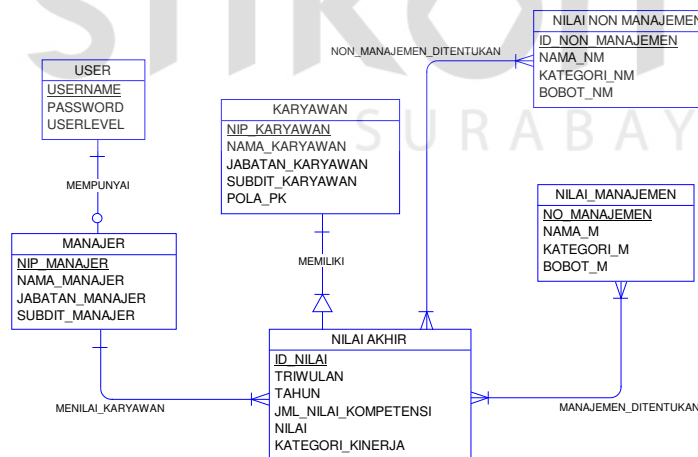 NILAI NON MANAJEMEN
ID_NON_MANAJEMEN
NAMA_NM
KATEGORI_NM
BOBOT_NM
NON_MANAJEMEN_DITENTUKAN
USER
USERNAME
PASSWORD
USERLEVEL
KARYAWAN
NIP_KARYAWAN
NAMA_KARYAWAN
JABATAN_KARYAWAN
SUBDIT_KARYAWAN
POLA_PK
SURABAY
MEMPUNYAI
NILAI_MANAJEMEN
NO_MANAJEMEN
NAMA_M
KATEGORI_M
BOBOT_M
MANAJER
NIP_MANAJER
NAMA_MANAJER
JABATAN_MANAJER
SUBDIT_MANAJER
MEMILIKI
NILAI AKHIR
ID_NILAI
TRIWULAN
TAHUN
JML_NILAI_KOMPETENSI
NILAI
KATEGORI_KINERJA
MENILAI_KARYAWAN
MANAJEMEN_DITENTUKAN